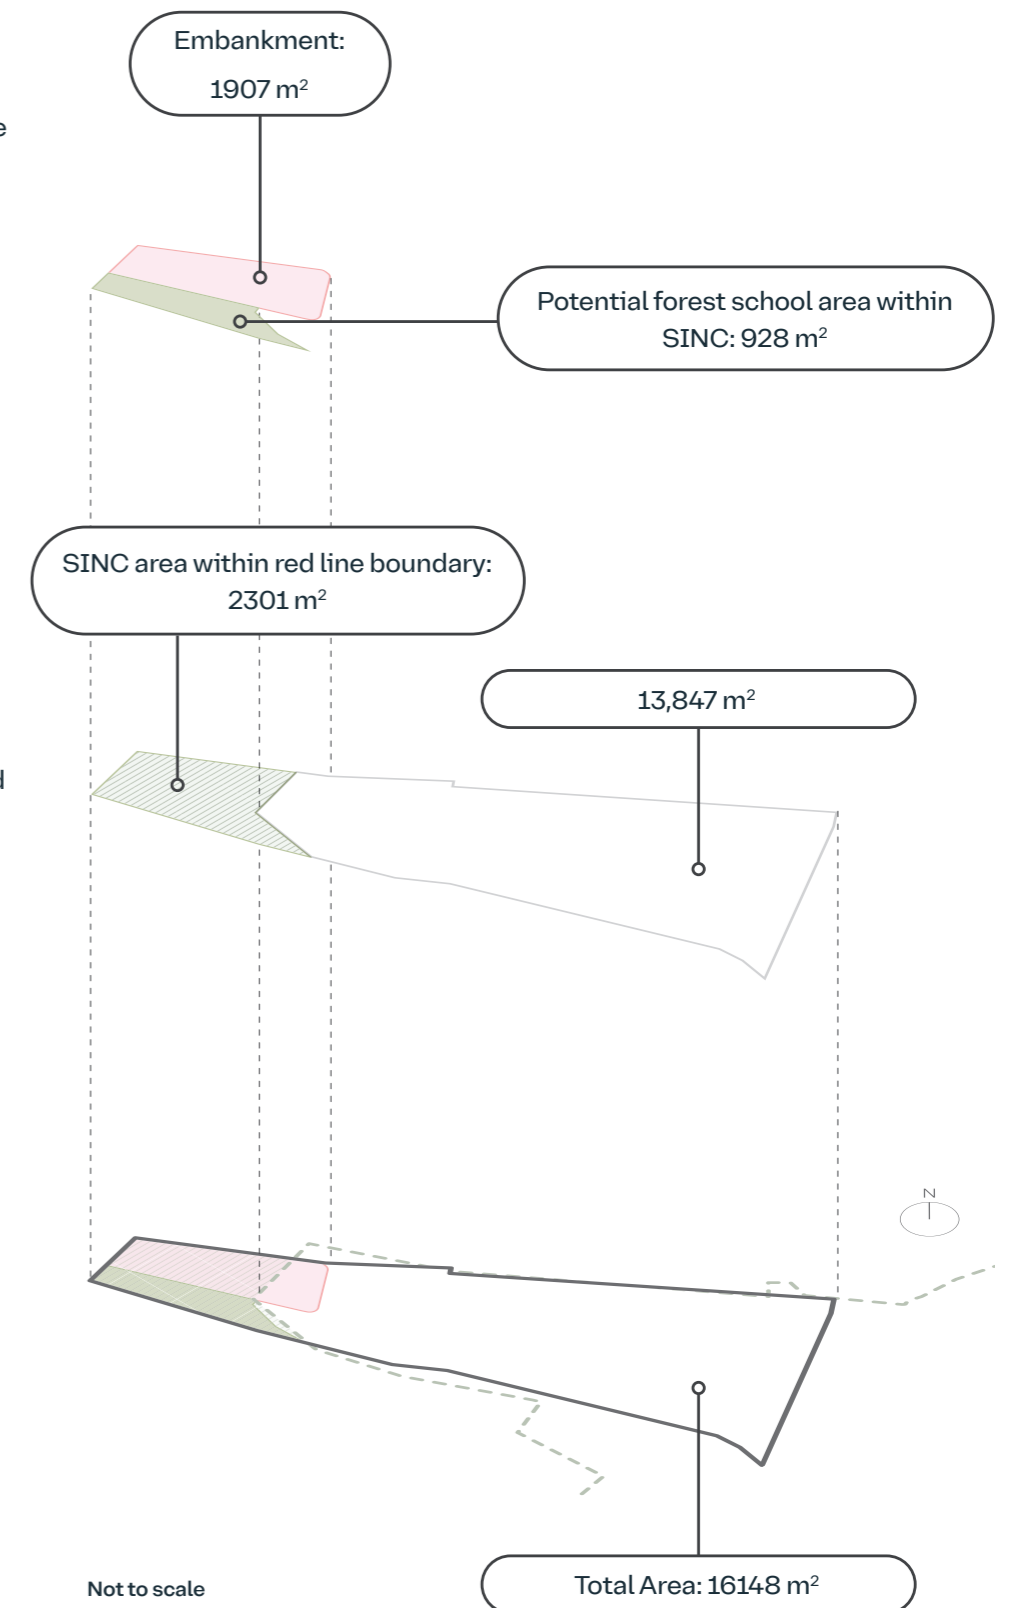 Embankment:
1907 m²
e
Potential forest school area within
SINC: 928 m²
SINC area within red line boundary:
2301 m²
13,847 m²
d
N
Not to scale
Total Area: 16148 m²